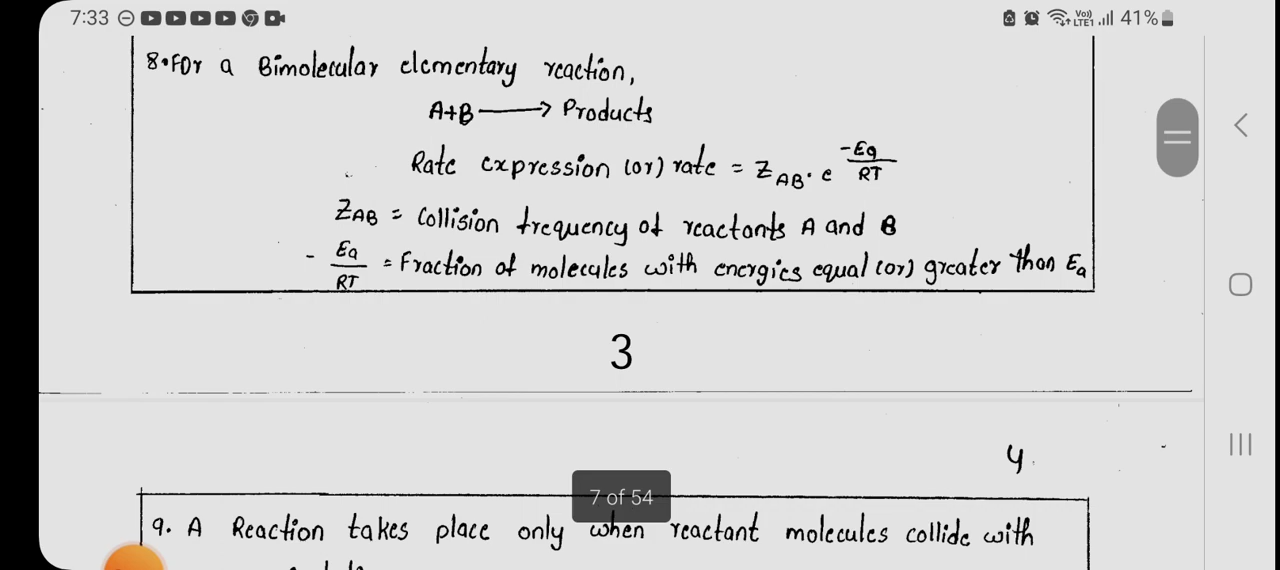 7:33
Vo)) LTE1 41%
8. For a Bimolecular elementary reaction,
A+B ⟶ Products
Rate expression (or) rate = Z_AB . e^(-Ea/RT)
Z_AB = Collision frequency of reactants A and B
- Ea/RT = Fraction of molecules with energies equal (or) greater than Ea
3
4.
7 of 54
9. A Reaction takes place only when reactant molecules collide with